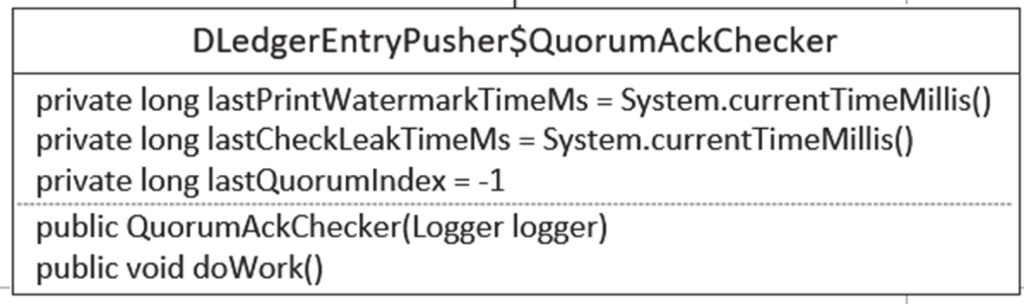 DLedgerEntryPusher$QuorumAckChecker
private long lastPrintWatermarkTimeMs = System.currentTimeMillis()
private long lastCheckLeakTimeMs = System.currentTimeMillis()
private long lastQuorumIndex = -1
public QuorumAckChecker(Logger logger)
public void doWork()